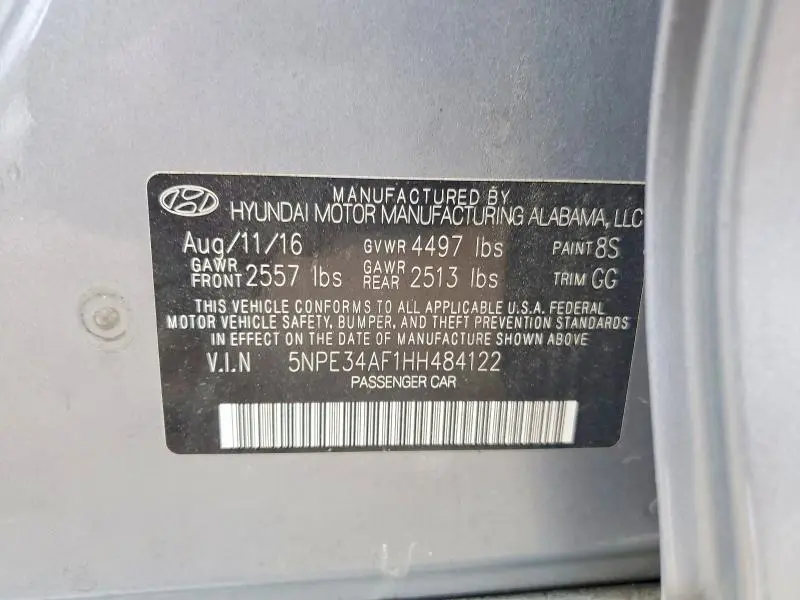 MANUFACTURED BY
HYUNDAI MOTOR MANUFACTURING ALABAMA, LLC
Aug/11/16 GVWR 4497 lbs PAINT 8S
GAWR FRONT 2557 lbs GAWR REAR 2513 lbs TRIM GG
THIS VEHICLE CONFORMS TO ALL APPLICABLE U.S.A. FEDERAL
MOTOR VEHICLE SAFETY, BUMPER, AND THEFT PREVENTION STANDARDS
IN EFFECT ON THE DATE OF MANUFACTURE SHOWN ABOVE
V.I.N 5NPE34AF1HH484122
PASSENGER CAR